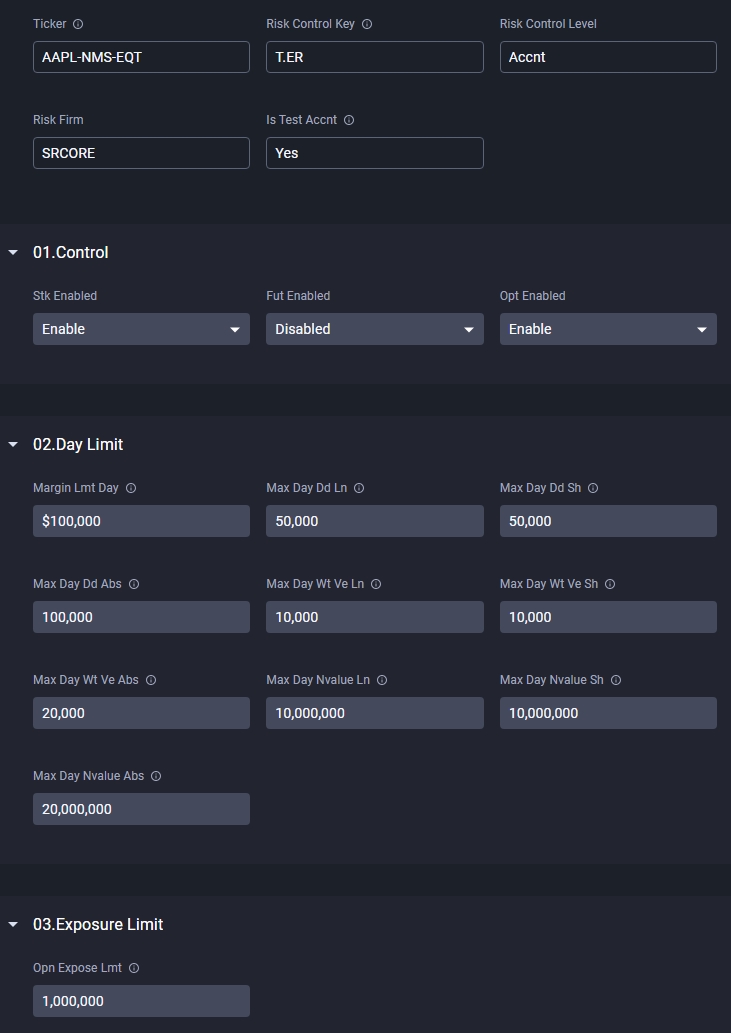 Ticker Risk Control Key Risk Control Level
AAPL-NMS-EQT T.ER Accnt
Risk Firm Is Test Accnt
SRCORE Yes
01.Control
Stk Enabled Fut Enabled Opt Enabled
Enable Disabled Enable
02.Day Limit
Margin Lmt Day Max Day Dd Ln Max Day Dd Sh
$100,000 50,000 50,000
Max Day Dd Abs Max Day Wt Ve Ln Max Day Wt Ve Sh
100,000 10,000 10,000
Max Day Wt Ve Abs Max Day Nvalue Ln Max Day Nvalue Sh
20,000 10,000,000 10,000,000
Max Day Nvalue Abs
20,000,000
03.Exposure Limit
Opn Expose Lmt
1,000,000